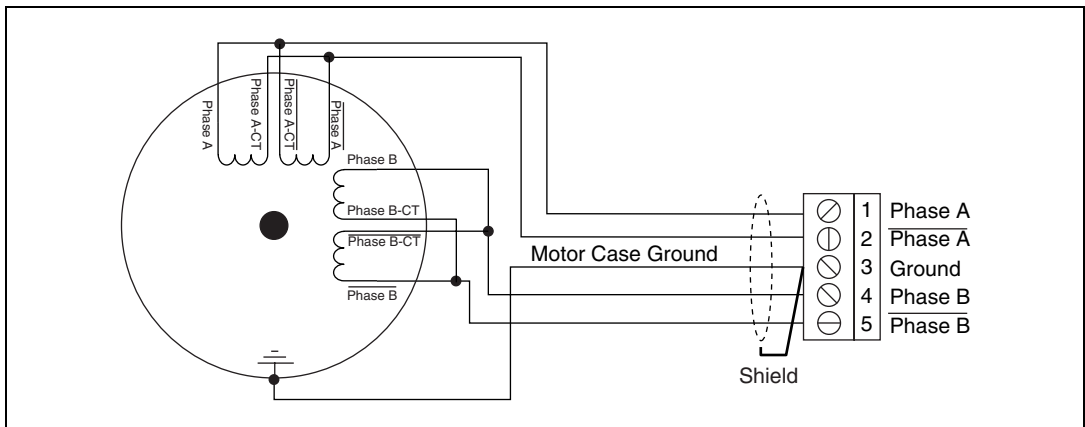 Phase A
Phase A-CT
Phase A-CT
Phase A
Phase B
Phase B-CT
Phase B-CT
Phase B
Motor Case Ground
Shield
1 Phase A
2 Phase A
3 Ground
4 Phase B
5 Phase B